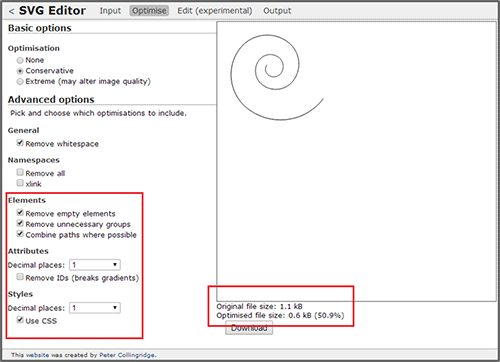 < SVG Editor Input Optimise Edit (experimental) Output
Basic options
Optimisation
None
Conservative
Extreme (may alter image quality)
Advanced options
Pick and choose which optimisations to include.
General
Remove whitespace
Namespaces
Remove all
xlink
Elements
Remove empty elements
Remove unnecessary groups
Combine paths where possible
Attributes
Decimal places: 1
Remove IDs (breaks gradients)
Styles
Decimal places: 1
Use CSS
Original file size: 1.1 kB
Optimised file size: 0.6 kB (50.9%)
Download
This website was created by Peter Collingridge.